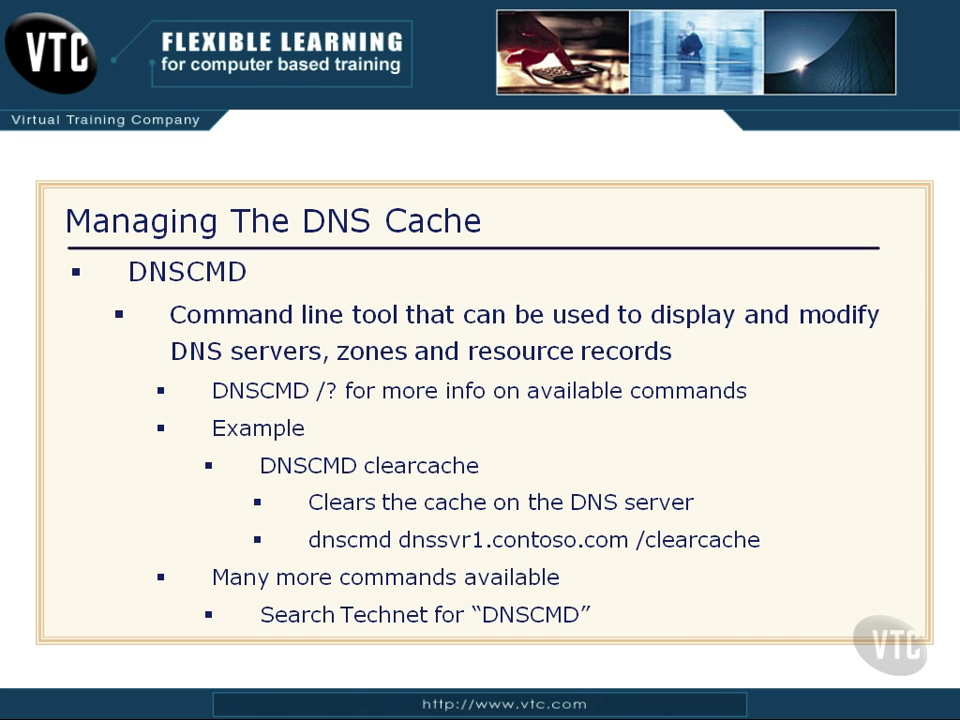 VTC
FLEXIBLE LEARNING
for computer based training
Virtual Training Company
Managing The DNS Cache
DNSCMD
Command line tool that can be used to display and modify
DNS servers, zones and resource records
DNSCMD /? for more info on available commands
Example
DNSCMD clearcache
Clears the cache on the DNS server
dnscmd dnssvr1.contoso.com /clearcache
Many more commands available
Search Technet for “DNSCMD”
VTC
http://www.vtc.com